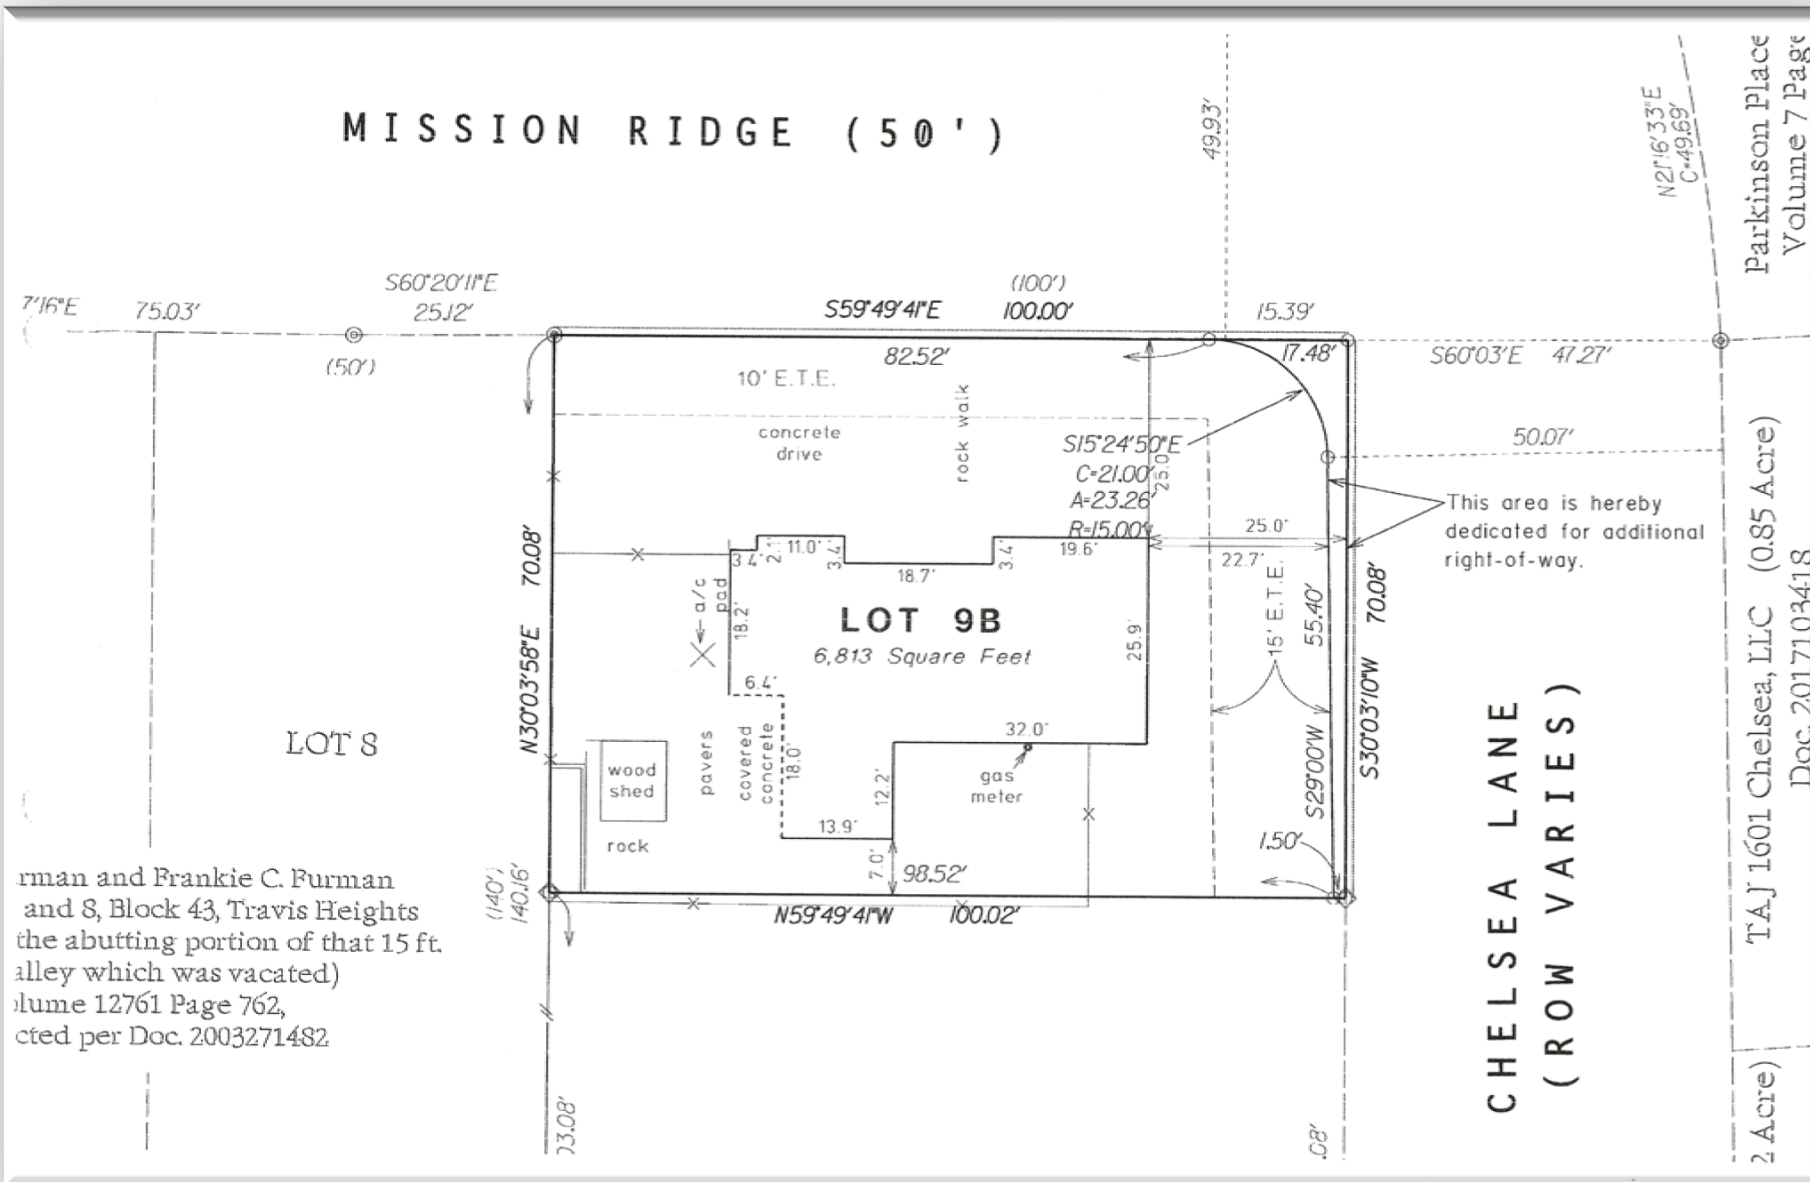 MISSION RIDGE (50')
49.93'
N21°16'33"E
C=49.69'
Parkinson Place
Volume 7 Page
7'16"E
75.03'
S60°20'11"E
25.12'
(50')
(100')
S59°49'41"E 100.00'
15.39'
82.52'
17.48'
S60°03'E 47.27'
10' E.T.E.
concrete
drive
rock walk
S15°24'50"E
C=21.00'
A=23.26'
R=15.00'
25.0'
50.07'
This area is hereby
dedicated for additional
right-of-way.
25.0'
22.7'
3.4'
2.1'
11.0'
3.4'
18.7'
3.4'
19.6'
a/c
pad
18.2'
LOT 9B
6,813 Square Feet
25.9'
15' E.T.E.
55.40'
S29°00'W
S30°03'10"W 70.08'
N30°03'58"E 70.08'
LOT 8
6.4'
pavers
covered
concrete
18.0'
wood
shed
rock
32.0'
gas
meter
12.2'
13.9'
7.0'
98.52'
1.50'
N59°49'41"W 100.02'
(140')
140.16'
CHELSEA LANE
(ROW VARIES)
TAJ 1601 Chelsea, LLC (0.85 Acre)
Doc. 2017103418
rman and Frankie C. Furman
and 8, Block 43, Travis Heights
the abutting portion of that 15 ft.
alley which was vacated)
lume 12761 Page 762,
cted per Doc. 2003271482
03.08'
.08'
2 Acre)